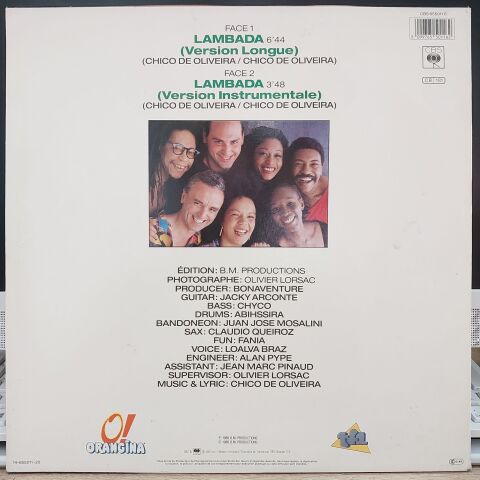 FACE 1
LAMBADA 6'44
(Version Longue)
(CHICO DE OLIVEIRA / CHICO DE OLIVEIRA)
FACE 2
LAMBADA 3'48
(Version Instrumentale)
(CHICO DE OLIVEIRA / CHICO DE OLIVEIRA)
CBS
ÉDITION: B.M. PRODUCTIONS
PHOTOGRAPHE: OLIVIER LORSAC
PRODUCER: BONAVENTURE
GUITAR: JACKY ARCONTE
BASS: CHYCO
DRUMS: ABIHSSIRA
BANDONEON: JUAN JOSE MOSALINI
SAX: CLAUDIO QUEIROZ
FUN: FANIA
VOICE: LOALVA BRAZ
ENGINEER: ALAN PYPE
ASSISTANT: JEAN MARC PINAUD
SUPERVISOR: OLIVIER LORSAC
MUSIC & LYRIC: CHICO DE OLIVEIRA
O!
ORANGINA
tf1